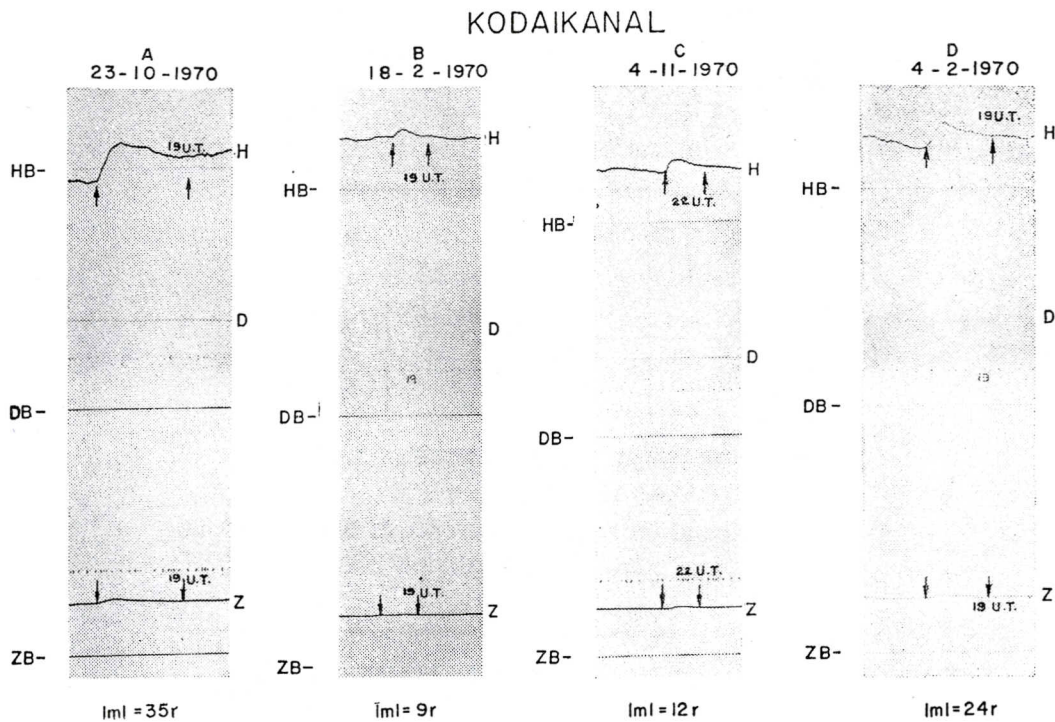 KODAIKANAL
A
23-10-1970
19 U.T.
H
HB-
D
DB-
19 U.T.
Z
ZB-
|m| = 35r
B
18-2-1970
H
19 U.T.
HB-
D
19
DB-
19 U.T.
Z
ZB-
|m| = 9r
C
4-11-1970
H
22 U.T.
HB-
D
DB-
22 U.T.
Z
ZB-
|m| = 12r
D
4-2-1970
19 U.T.
H
HB-
D
19
DB-
19 U.T.
Z
ZB-
|m| = 24r